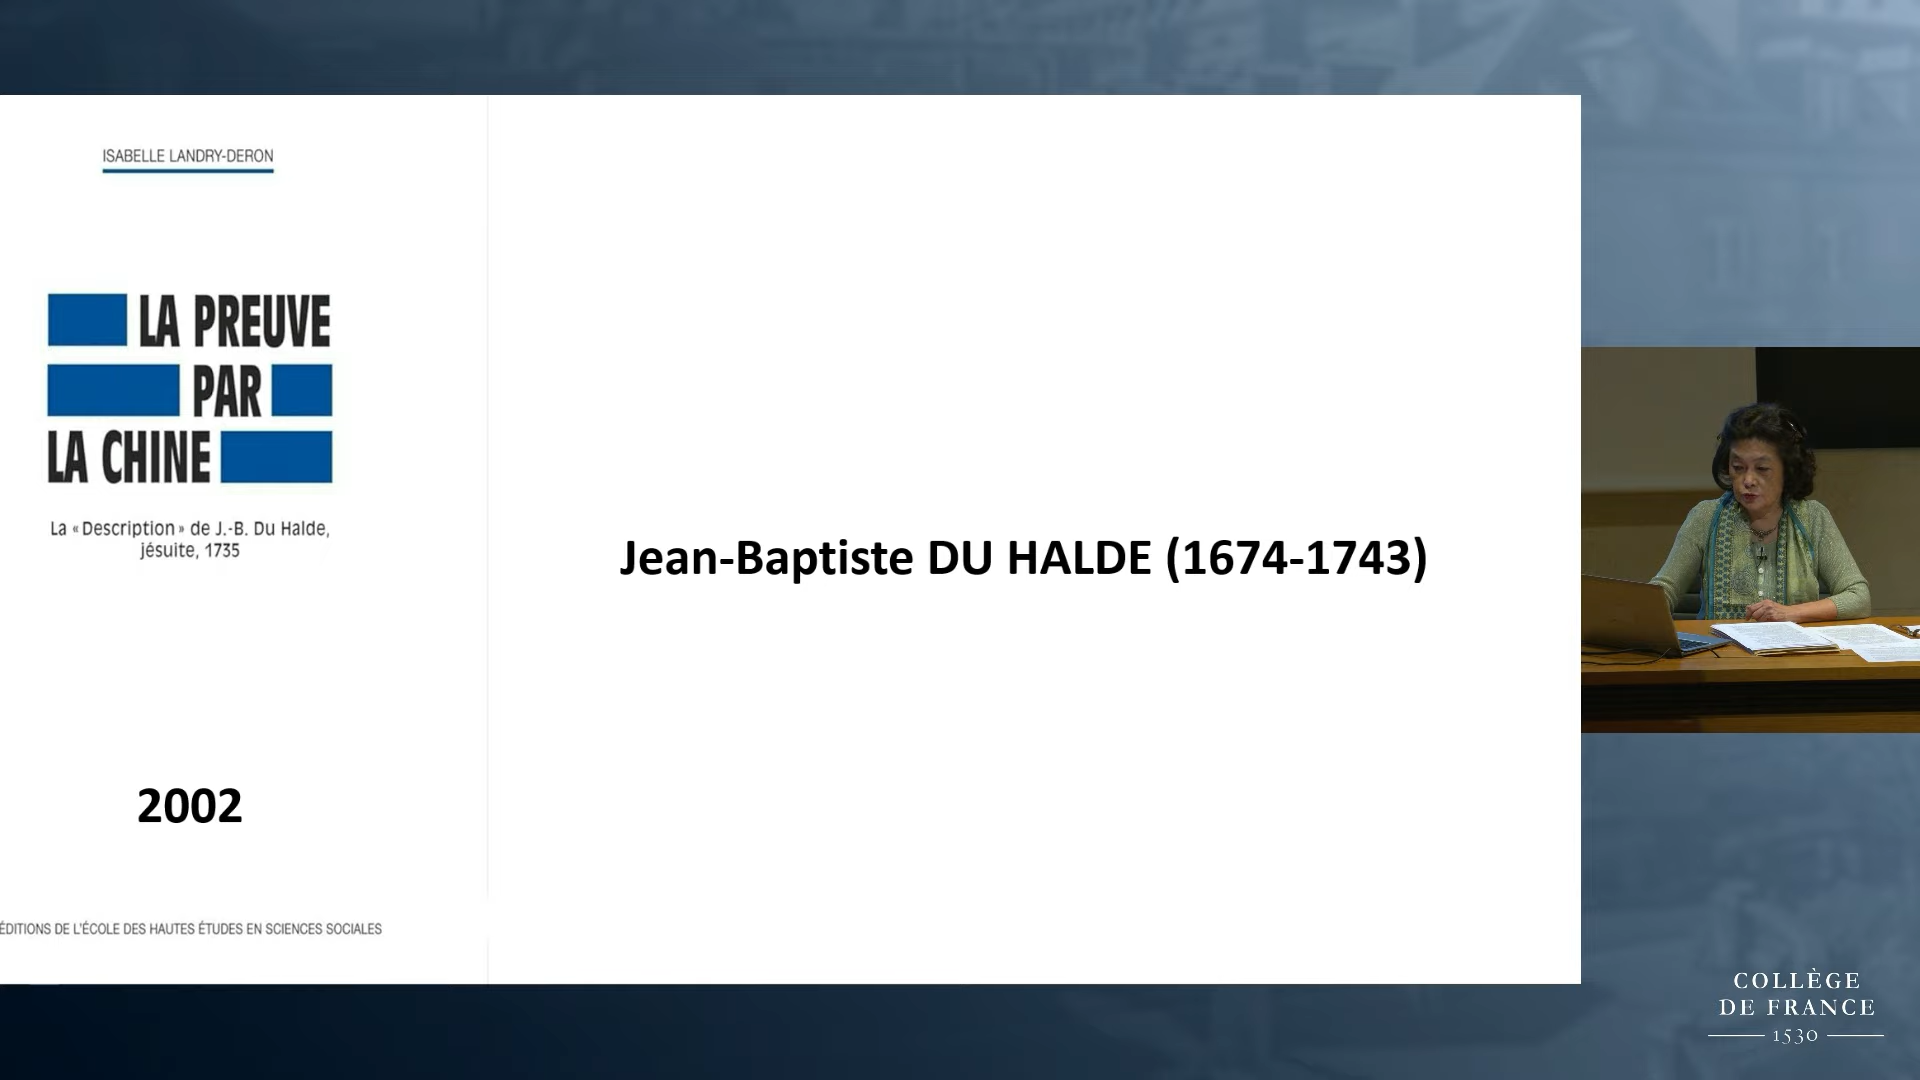 ISABELLE LANDRY-DERON
LA PREUVE
PAR
LA CHINE
La « Description » de J.-B. Du Halde,
jésuite, 1735
2002
ÉDITIONS DE L'ÉCOLE DES HAUTES ÉTUDES EN SCIENCES SOCIALES
Jean-Baptiste DU HALDE (1674-1743)
COLLÈGE
DE FRANCE
1530